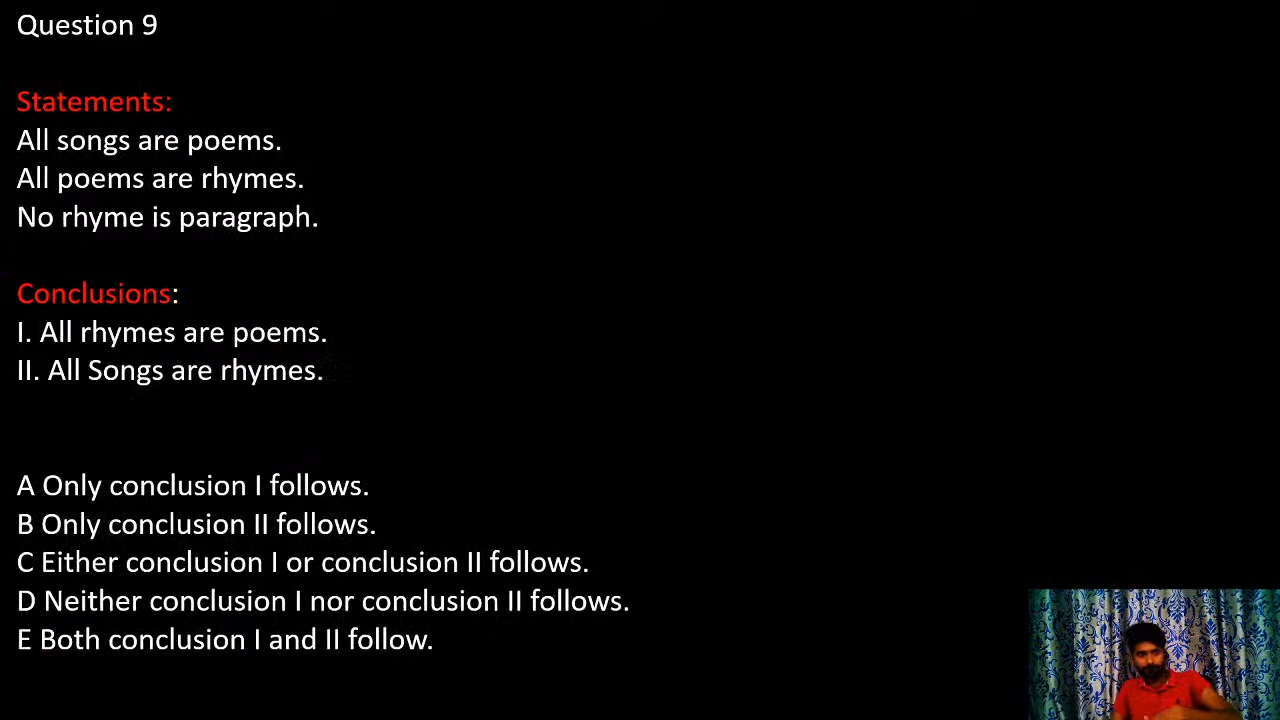 Question 9
Statements:
All songs are poems.
All poems are rhymes.
No rhyme is paragraph.
Conclusions:
I. All rhymes are poems.
II. All Songs are rhymes.
A Only conclusion I follows.
B Only conclusion II follows.
C Either conclusion I or conclusion II follows.
D Neither conclusion I nor conclusion II follows.
E Both conclusion I and II follow.